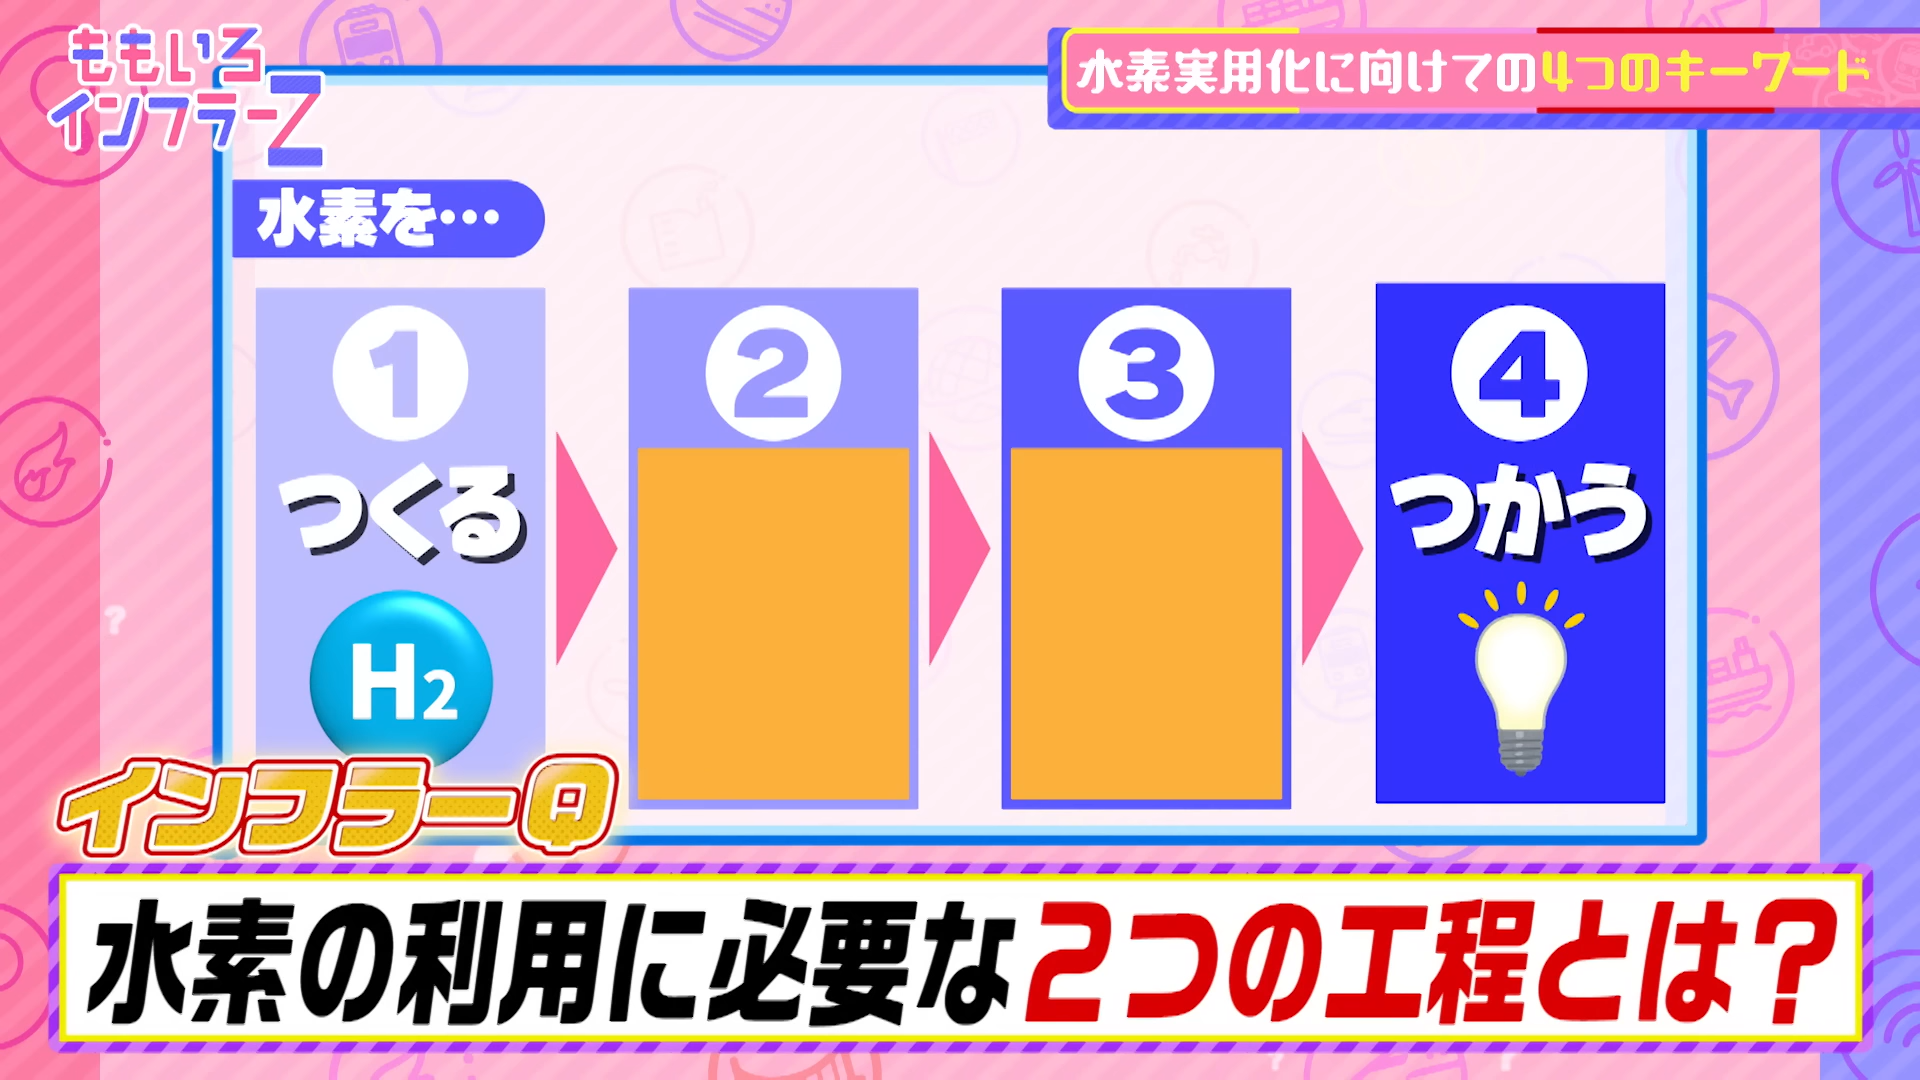 ももいろ
インフラーZ
水素実用化に向けての4つのキーワード
水素を…
1
つくる
H2
2
3
4
つかう
インフラーQ
水素の利用に必要な2つの工程とは？